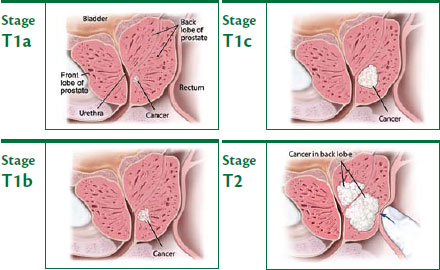 Stage
T1a
Bladder
Back
lobe of
prostate
Front
lobe of
prostate
Rectum
Urethra
Cancer
Stage
T1c
Cancer
Stage
T1b
Cancer
Stage
T2
Cancer in back lobe